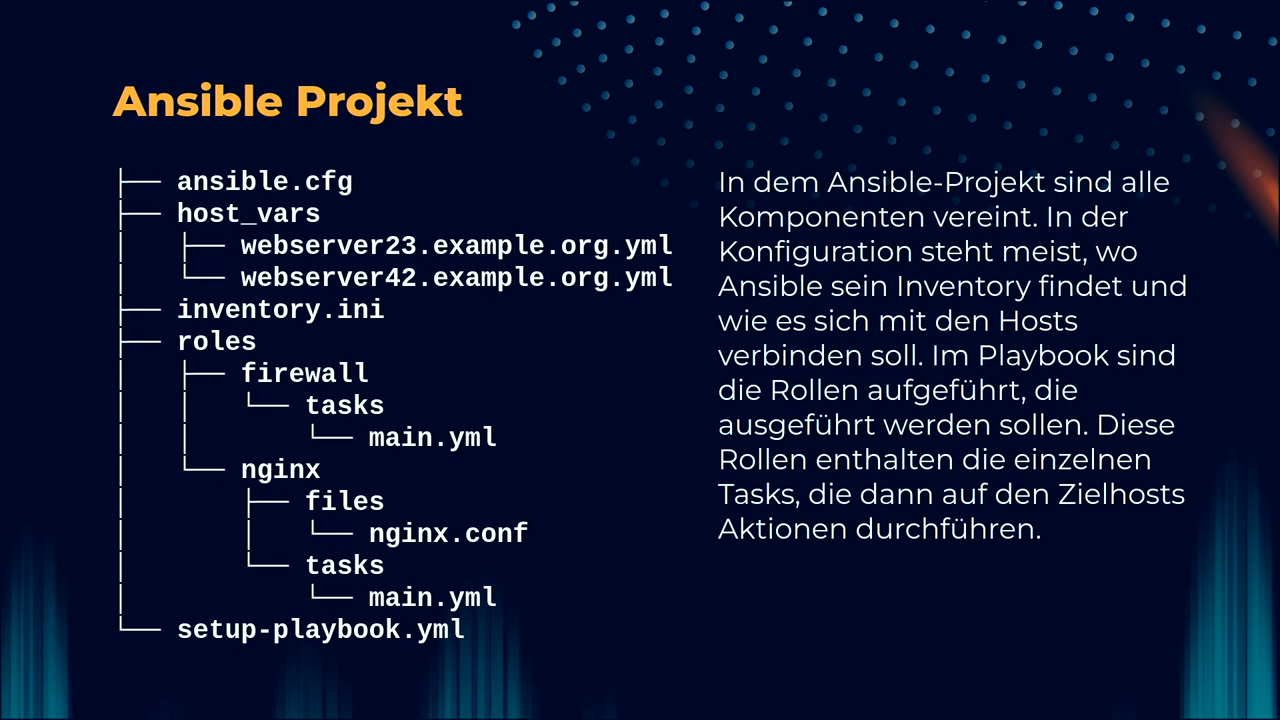 Ansible Projekt
├── ansible.cfg
├── host_vars
│   ├── webserver23.example.org.yml
│   └── webserver42.example.org.yml
├── inventory.ini
├── roles
│   ├── firewall
│   │   └── tasks
│   │       └── main.yml
│   └── nginx
│       ├── files
│       │   └── nginx.conf
│       └── tasks
│           └── main.yml
└── setup-playbook.yml
In dem Ansible-Projekt sind alle
Komponenten vereint. In der
Konfiguration steht meist, wo
Ansible sein Inventory findet und
wie es sich mit den Hosts
verbinden soll. Im Playbook sind
die Rollen aufgeführt, die
ausgeführt werden sollen. Diese
Rollen enthalten die einzelnen
Tasks, die dann auf den Zielhosts
Aktionen durchführen.